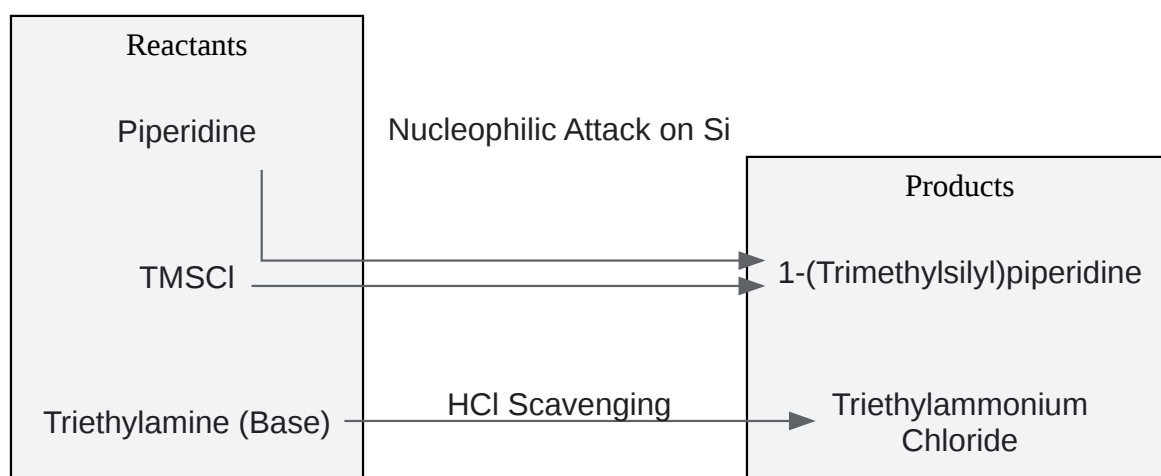 Reactants
Piperidine
Nucleophilic Attack on Si
Products
TMSCl
1-(Trimethylsilyl)piperidine
Triethylamine (Base)
HCl Scavenging
Triethylammonium
Chloride